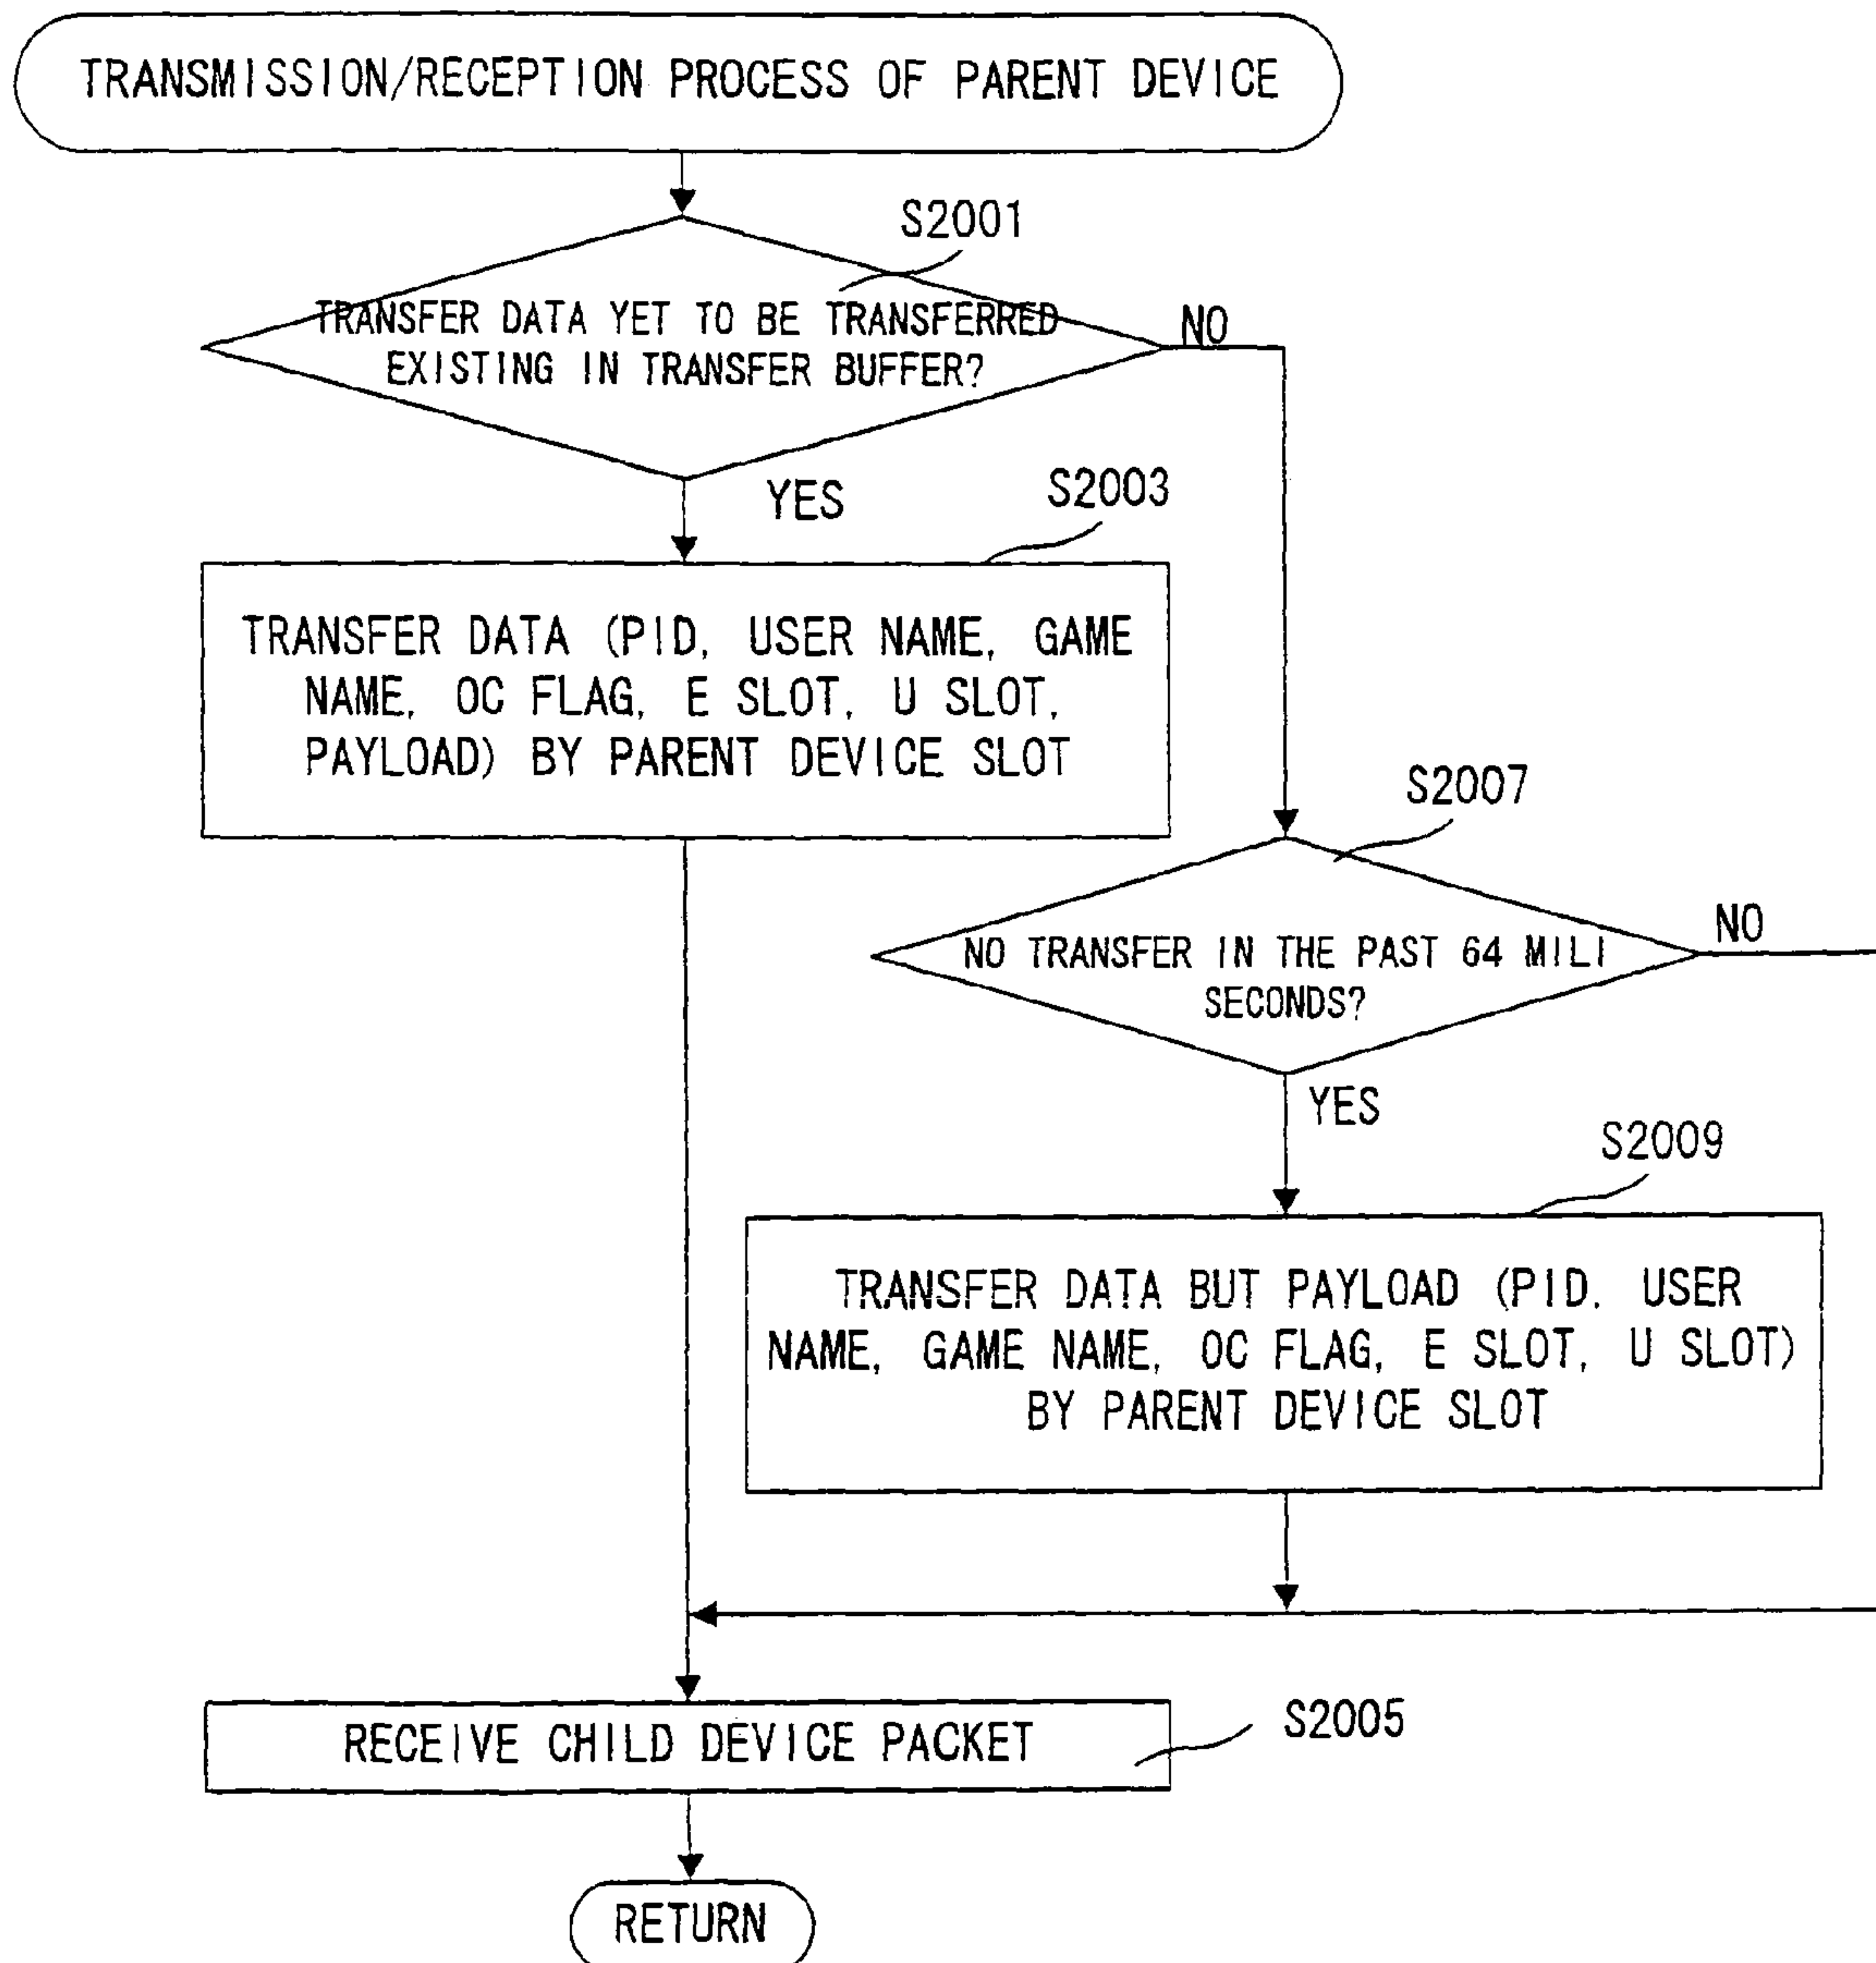 TRANSMISSION/RECEPTION PROCESS OF PARENT DEVICE
S2001
TRANSFER DATA YET TO BE TRANSFERRED
EXISTING IN TRANSFER BUFFER?
NO
YES
S2003
TRANSFER DATA (PID, USER NAME, GAME
NAME, OC FLAG, E SLOT, U SLOT,
PAYLOAD) BY PARENT DEVICE SLOT
S2007
NO TRANSFER IN THE PAST 64 MILI
SECONDS?
NO
YES
S2009
TRANSFER DATA BUT PAYLOAD (PID, USER
NAME, GAME NAME, OC FLAG, E SLOT, U SLOT)
BY PARENT DEVICE SLOT
RECEIVE CHILD DEVICE PACKET
S2005
RETURN